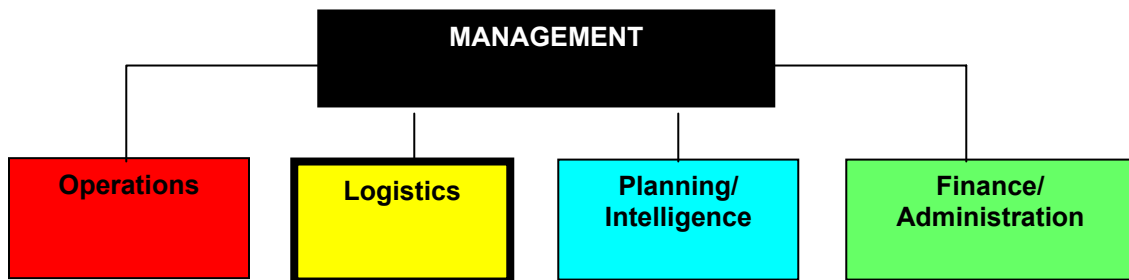 MANAGEMENT
Operations
Logistics
Planning/
Intelligence
Finance/
Administration